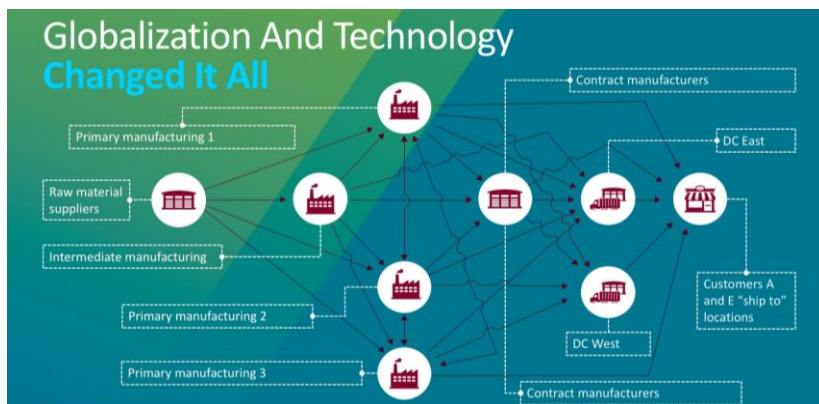 Globalization And Technology
Changed It All
Contract manufacturers
Primary manufacturing 1
DC East
Raw material
suppliers
Intermediate manufacturing
Customers A
and E “ship to”
locations
Primary manufacturing 2
DC West
Primary manufacturing 3
Contract manufacturers